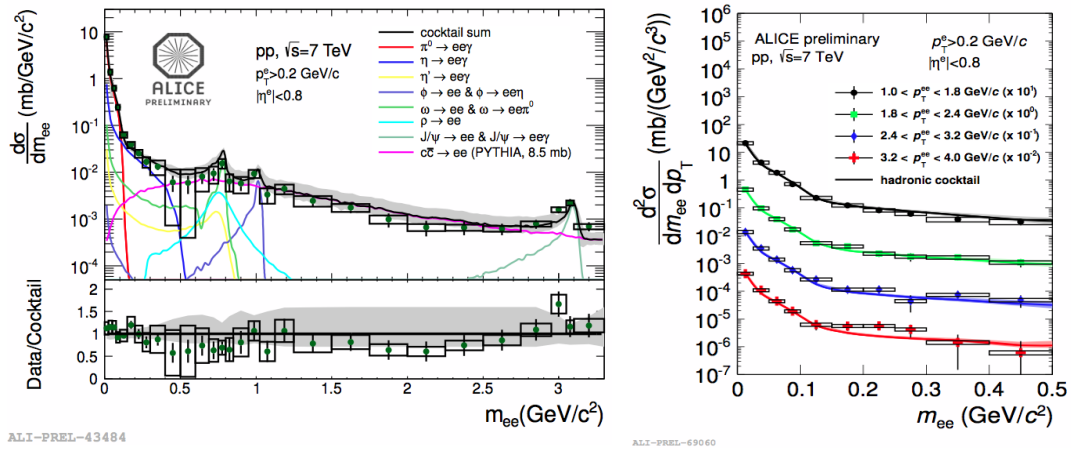 dσ/dm_ee (mb/GeV/c²)
10
1
10⁻¹
10⁻²
10⁻³
10⁻⁴
ALICE
PRELIMINARY
pp, √s=7 TeV
p_T^e>0.2 GeV/c
|η^e|<0.8
cocktail sum
π⁰ → eeγ
η → eeγ
η' → eeγ
ϕ → ee & ϕ → eeη
ω → ee & ω → eeπ⁰
ρ → ee
J/ψ → ee & J/ψ → eeγ
cc̄ → ee (PYTHIA, 8.5 mb)
Data/Cocktail
2
1.5
1
0.5
0
0 0.5 1 1.5 2 2.5 3
m_ee(GeV/c²)
ALI-PREL-43484
d²σ/dm_ee dp_T (mb/(GeV²/c³))
10⁶
10⁵
10⁴
10³
10²
10
1
10⁻¹
10⁻²
10⁻³
10⁻⁴
10⁻⁵
10⁻⁶
10⁻⁷
ALICE preliminary
pp, √s=7 TeV
p_T^e>0.2 GeV/c
|η^e|<0.8
1.0 < p_T^ee < 1.8 GeV/c (x 10¹)
1.8 < p_T^ee < 2.4 GeV/c (x 10⁰)
2.4 < p_T^ee < 3.2 GeV/c (x 10⁻¹)
3.2 < p_T^ee < 4.0 GeV/c (x 10⁻²)
hadronic cocktail
0 0.1 0.2 0.3 0.4 0.5
m_ee (GeV/c²)
ALI-PREL-69060